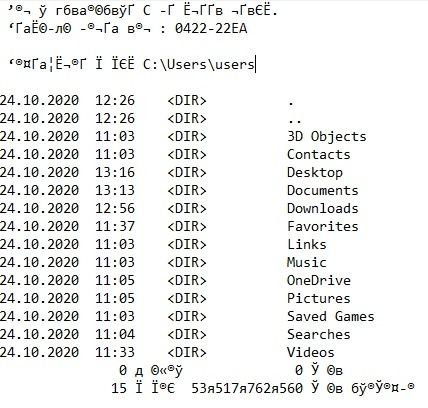 ‘®¬ ў гбва®©бвўҐ C -Ґ Ё¬ҐҐв ¬ҐвЄЁ.
‘ҐаЁ©-л© -®¬Ґа в®¬ : 0422-22EA
‘®¤Ґа¦Ё¬®Ґ Ї ЇЄЁ C:\Users\users
24.10.2020 12:26 <DIR> .
24.10.2020 12:26 <DIR> ..
24.10.2020 11:03 <DIR> 3D Objects
24.10.2020 11:03 <DIR> Contacts
24.10.2020 13:16 <DIR> Desktop
24.10.2020 13:13 <DIR> Documents
24.10.2020 12:56 <DIR> Downloads
24.10.2020 11:37 <DIR> Favorites
24.10.2020 11:03 <DIR> Links
24.10.2020 11:03 <DIR> Music
24.10.2020 11:05 <DIR> OneDrive
24.10.2020 11:05 <DIR> Pictures
24.10.2020 11:03 <DIR> Saved Games
24.10.2020 11:04 <DIR> Searches
24.10.2020 11:33 <DIR> Videos
0 д ©«®ў 0 Ў ©в
15 Ї Ї®Є 53я517я762я560 Ў ©в бў®Ў®¤-®